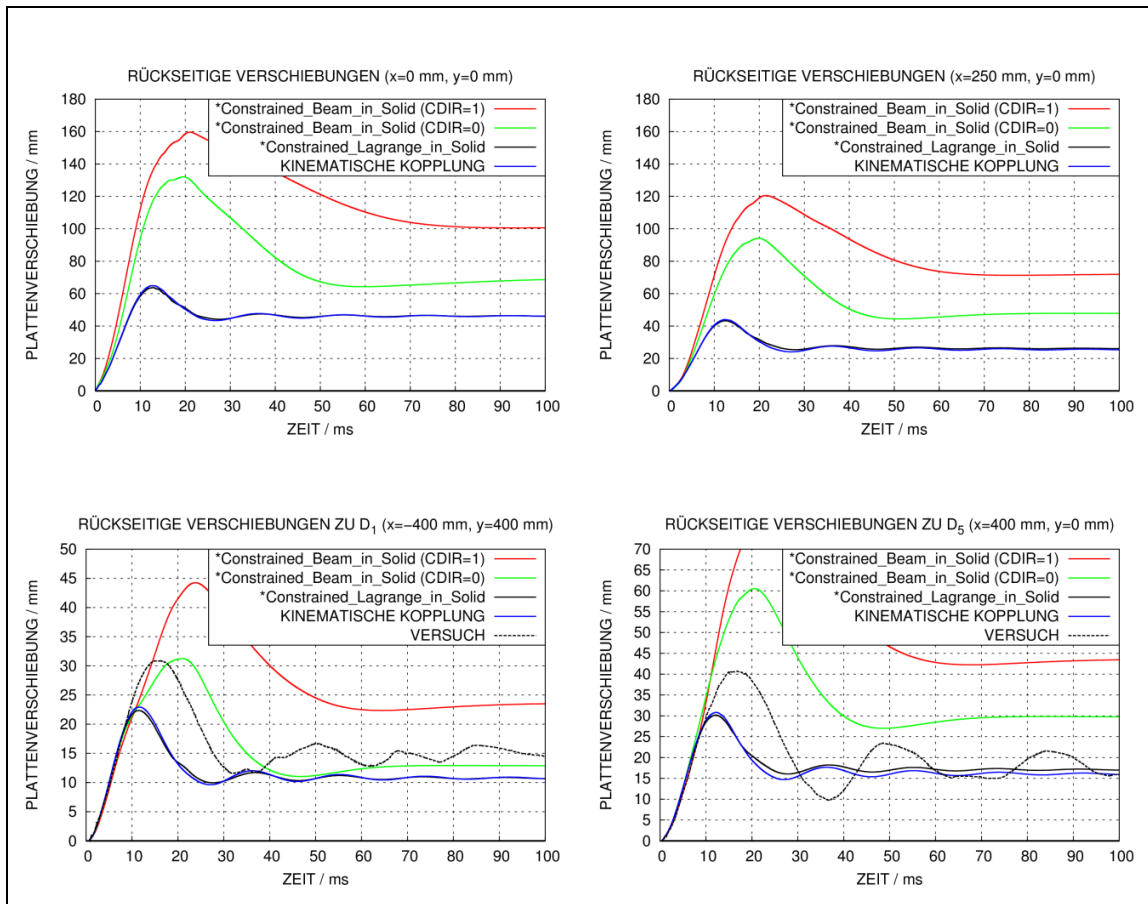 RÜCKSEITIGE VERSCHIEBUNGEN (x=0 mm, y=0 mm)
PLATTENVERSCHIEBUNG / mm
180
160
140
120
100
80
60
40
20
0
*Constrained_Beam_in_Solid (CDIR=1)
*Constrained_Beam_in_Solid (CDIR=0)
*Constrained_Lagrange_in_Solid
KINEMATISCHE KOPPLUNG
0 10 20 30 40 50 60 70 80 90 100
ZEIT / ms
RÜCKSEITIGE VERSCHIEBUNGEN (x=250 mm, y=0 mm)
PLATTENVERSCHIEBUNG / mm
180
160
140
120
100
80
60
40
20
0
*Constrained_Beam_in_Solid (CDIR=1)
*Constrained_Beam_in_Solid (CDIR=0)
*Constrained_Lagrange_in_Solid
KINEMATISCHE KOPPLUNG
0 10 20 30 40 50 60 70 80 90 100
ZEIT / ms
RÜCKSEITIGE VERSCHIEBUNGEN ZU D₁ (x=−400 mm, y=400 mm)
PLATTENVERSCHIEBUNG / mm
50
45
40
35
30
25
20
15
10
5
0
*Constrained_Beam_in_Solid (CDIR=1)
*Constrained_Beam_in_Solid (CDIR=0)
*Constrained_Lagrange_in_Solid
KINEMATISCHE KOPPLUNG
VERSUCH
0 10 20 30 40 50 60 70 80 90 100
ZEIT / ms
RÜCKSEITIGE VERSCHIEBUNGEN ZU D₅ (x=400 mm, y=0 mm)
PLATTENVERSCHIEBUNG / mm
70
65
60
55
50
45
40
35
30
25
20
15
10
5
0
*Constrained_Beam_in_Solid (CDIR=1)
*Constrained_Beam_in_Solid (CDIR=0)
*Constrained_Lagrange_in_Solid
KINEMATISCHE KOPPLUNG
VERSUCH
0 10 20 30 40 50 60 70 80 90 100
ZEIT / ms